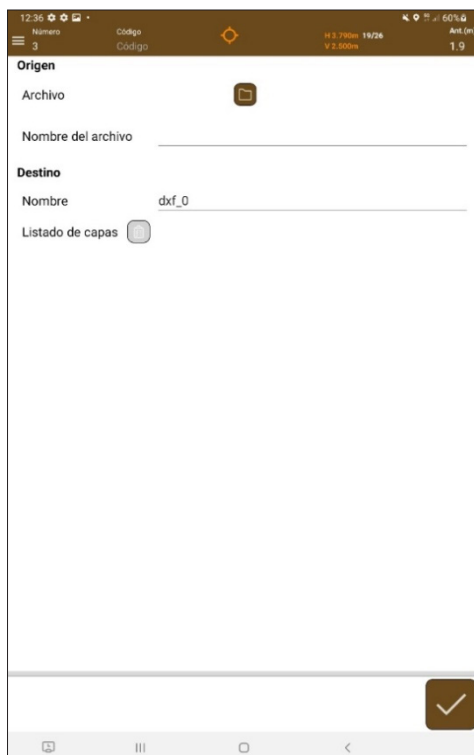 12:36 60%
Número Código H 3.790m 19/26 Ant.(m)
3 Código V 2.800m 1.9
Origen
Archivo
Nombre del archivo
Destino
Nombre dxf_0
Listado de capas